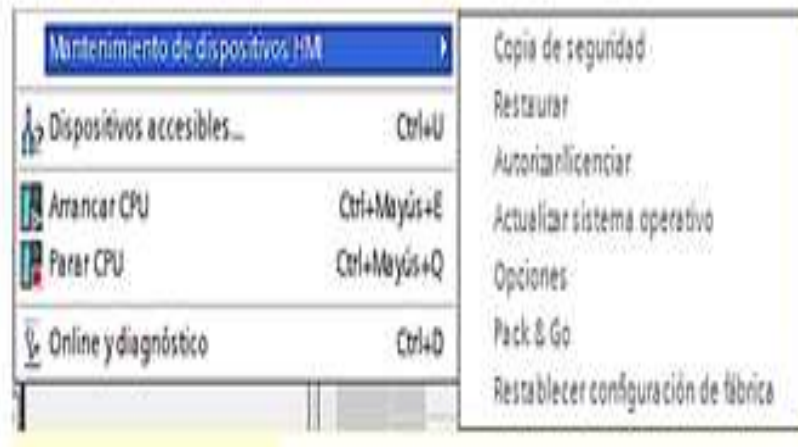 Mantenimiento de dispositivos HMI
Dispositivos accesibles... Ctrl+U
Arrancar CPU Ctrl+Mayús+E
Parar CPU Ctrl+Mayús+Q
Online y diagnóstico Ctrl+D
Copia de seguridad
Restaurar
Autorizar/licenciar
Actualizar sistema operativo
Opciones
Pack & Go
Restablecer configuración de fábrica